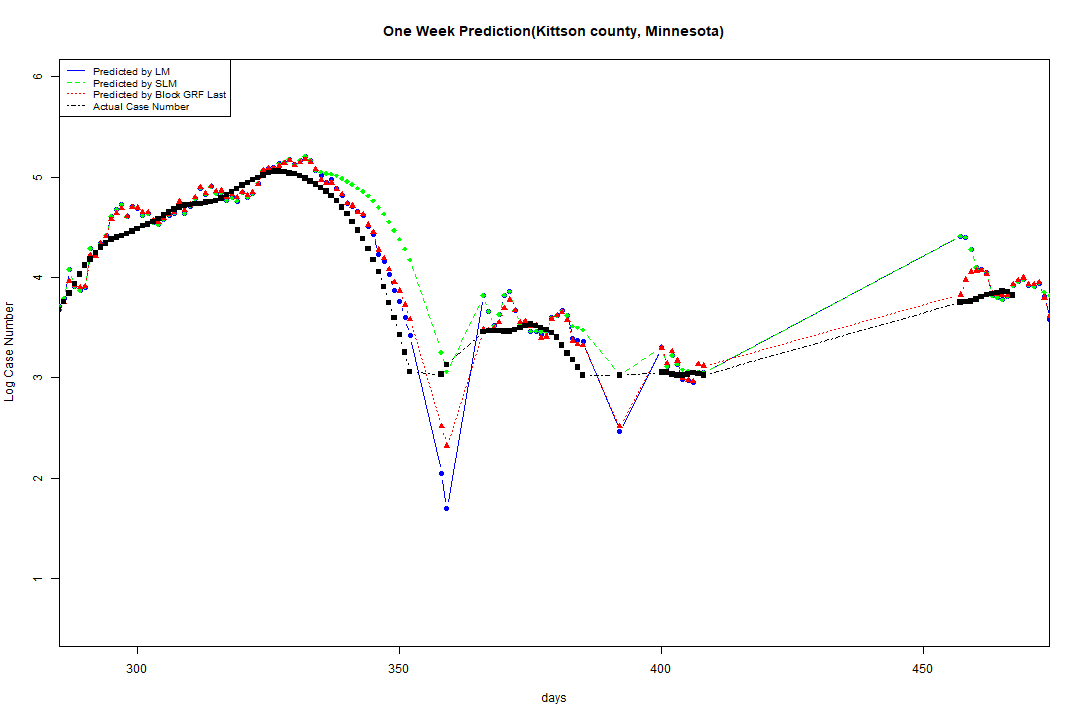 One Week Prediction(Kittson county, Minnesota)
Predicted by LM
Predicted by SLM
Predicted by Block GRF Last
Actual Case Number
6
5
4
3
2
1
Log Case Number
300 350 400 450
days